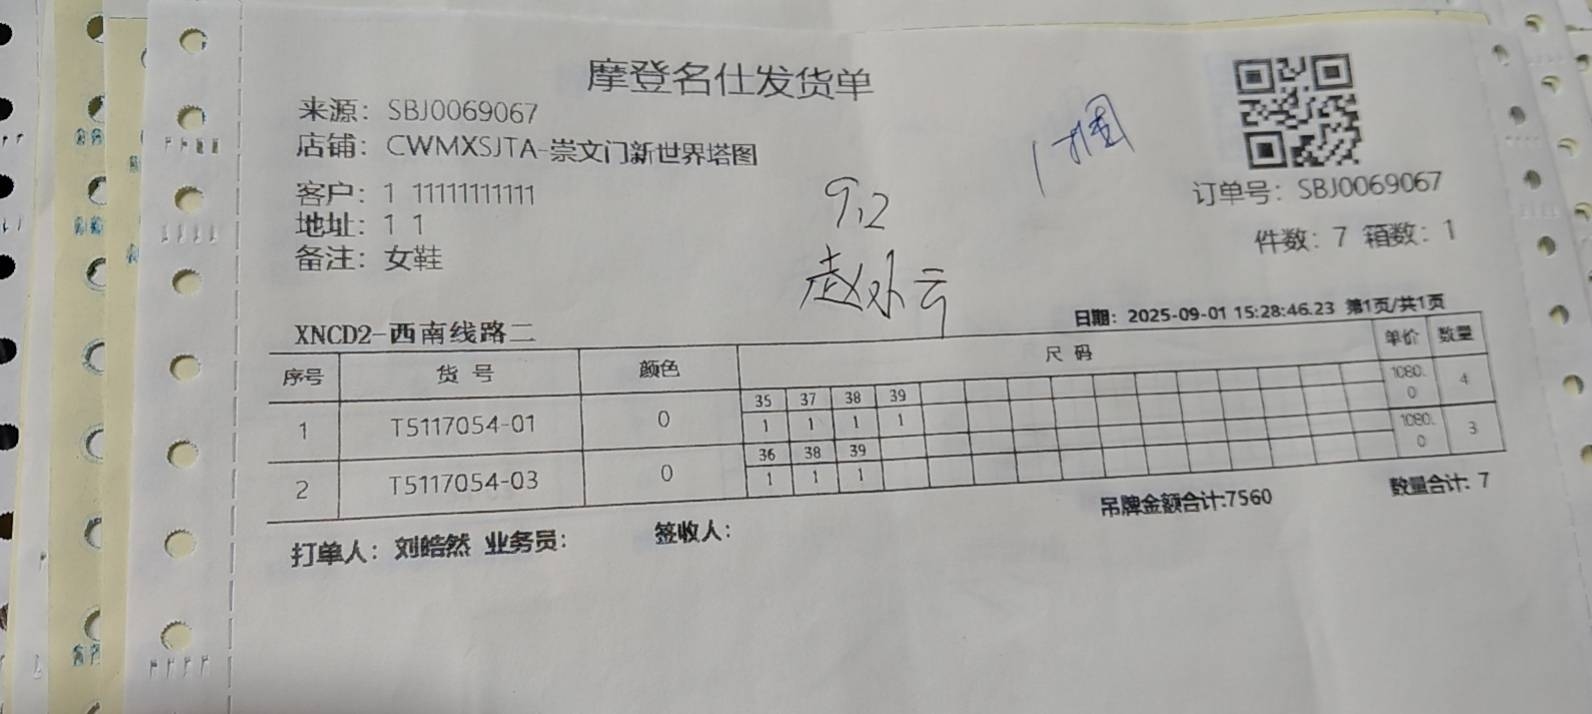 摩登名仕发货单
来源: SBJ0069067
店铺: CWMXSJTA-崇文门新世界塔图
客户: 1 11111111111
地址: 1 1
备注: 女鞋
1捆
9.2
订单号: SBJ0069067
件数: 7 箱数: 1
XNCD2-西南线路二
日期: 2025-09-01 15:28:46.23 第1页/共1页
序号 货号 颜色 尺码 单价 数量
35 37 38 39
1 T5117054-01 0 1 1 1 1 1080.0 4
36 38 39
2 T5117054-03 0 1 1 1 1080.0 3
吊牌金额合计:7560 数量合计: 7
打单人: 刘皓然 业务员: 签收人: